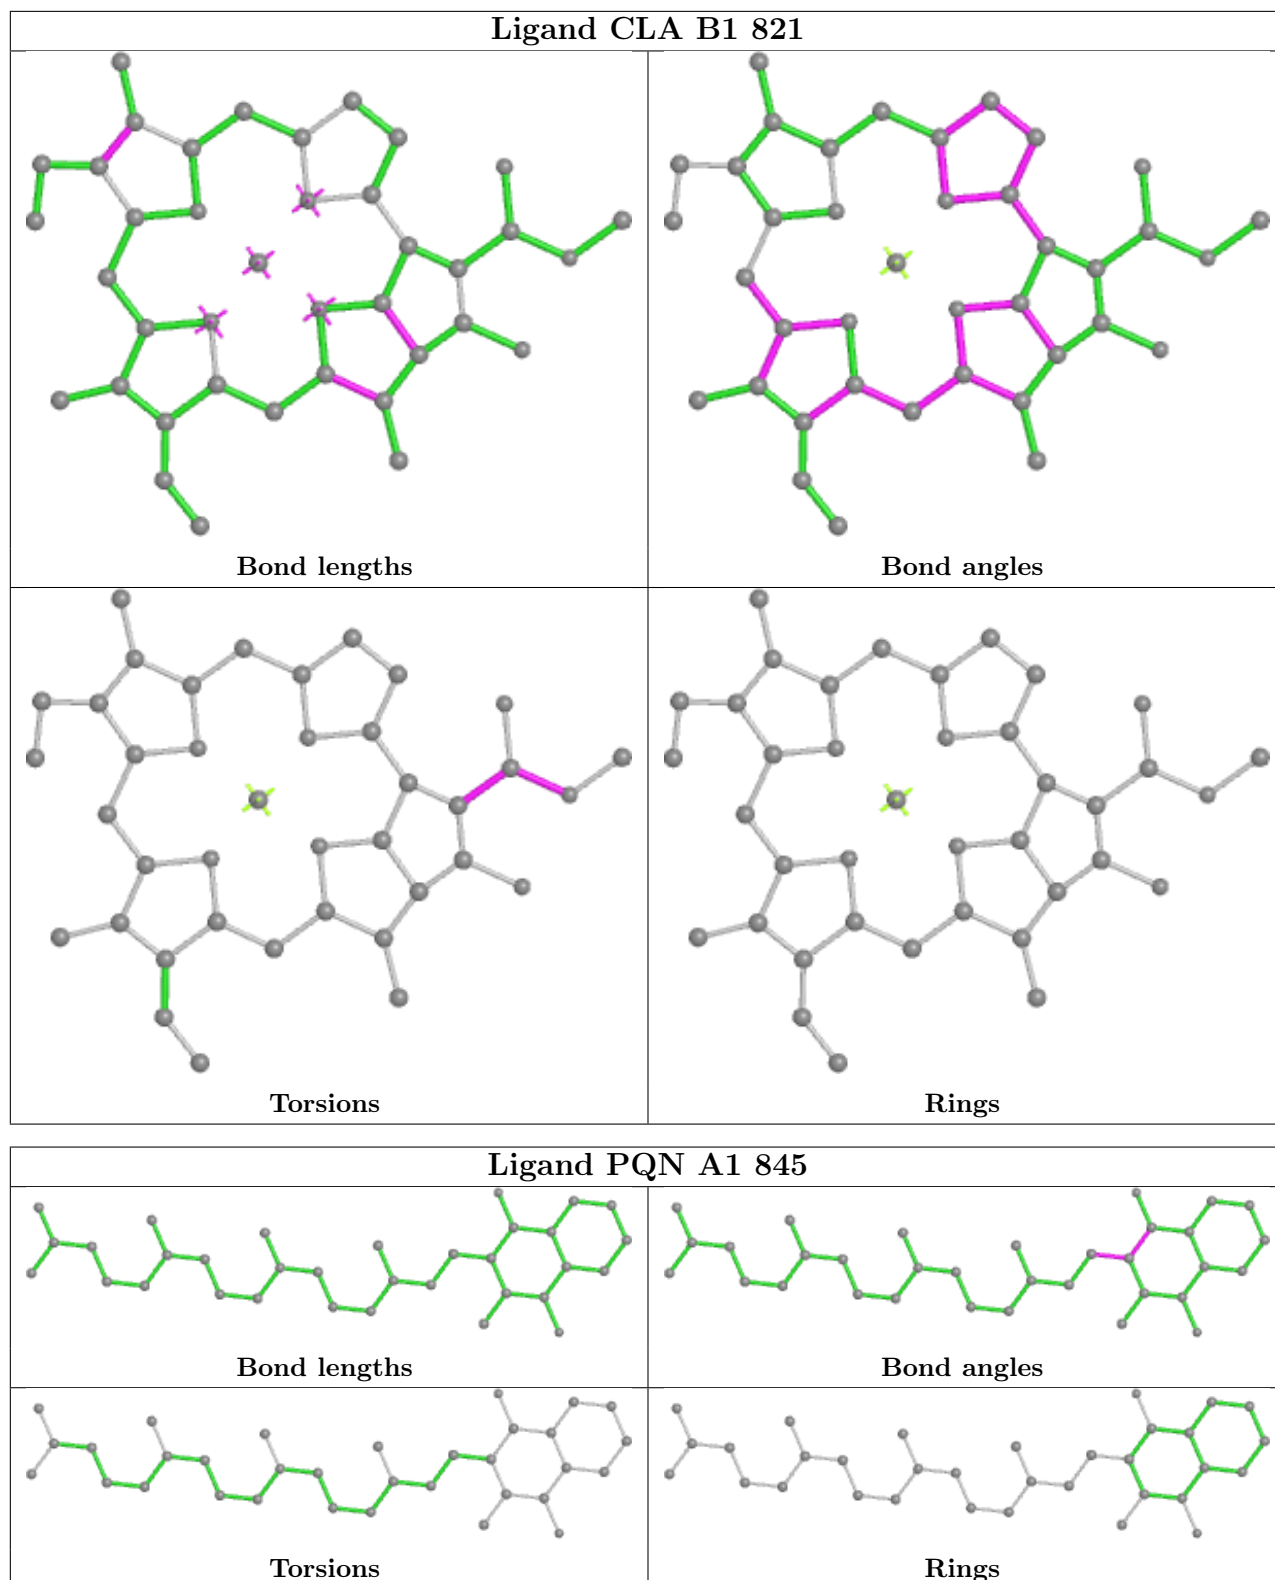 Ligand CLA B1 821
Bond lengths
Bond angles
Torsions
Rings
Ligand PQN A1 845
Bond lengths
Bond angles
Torsions
Rings